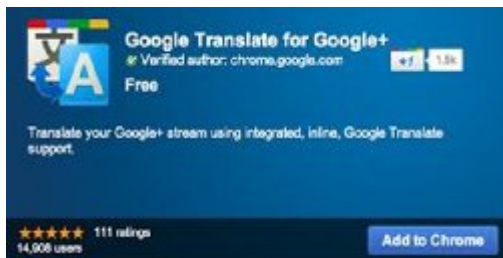 文
A
Google Translate for Google+
Verified author: chrome.google.com
+1 1.8k
Free
Translate your Google+ stream using integrated, inline, Google Translate
support.
111 ratings
14,908 users
Add to Chrome